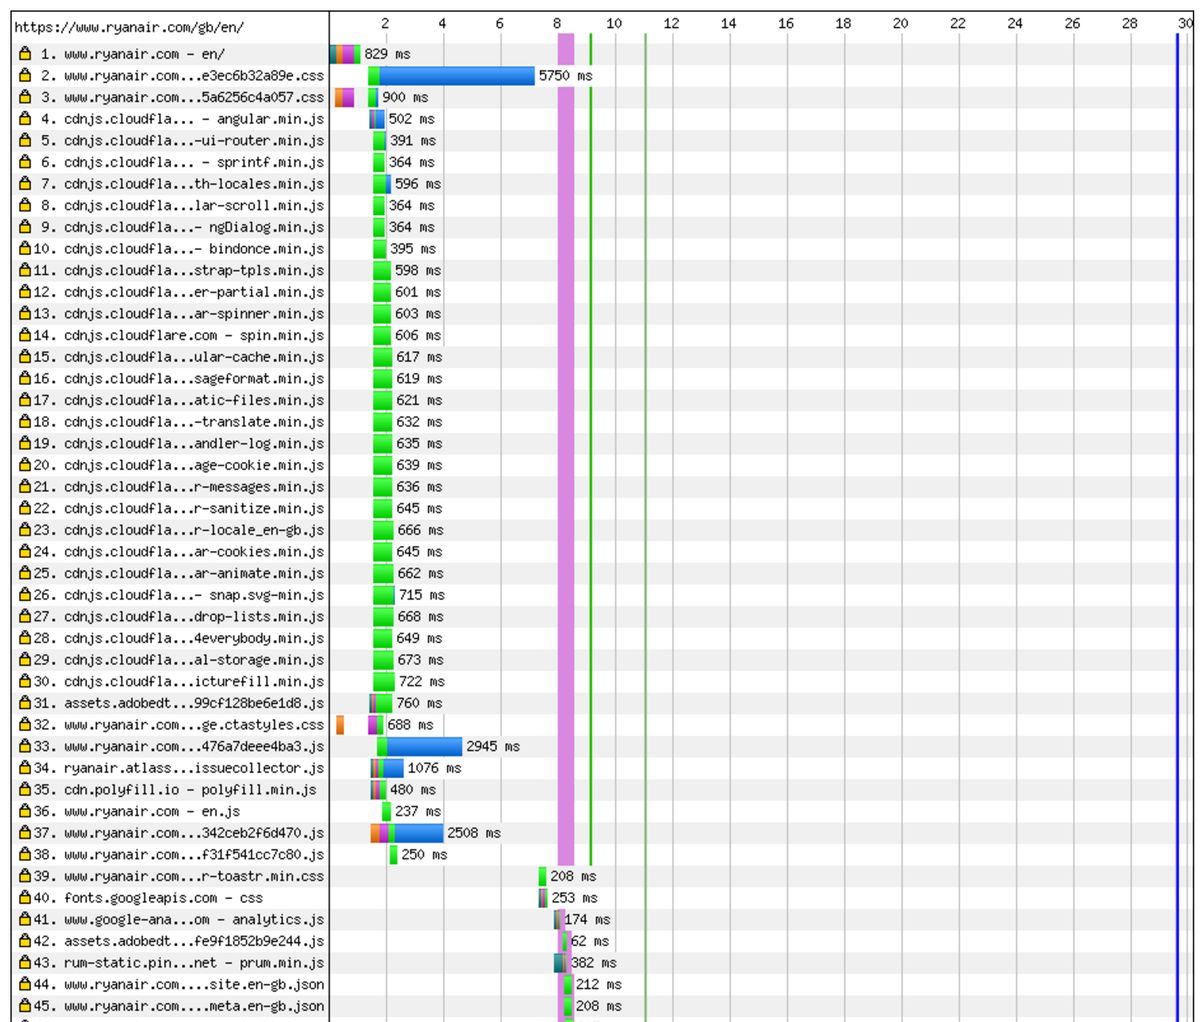 https://www.ryanair.com/gb/en/ 2 4 6 8 10 12 14 16 18 20 22 24 26 28 30
1. www.ryanair.com - en/ 829 ms
2. www.ryanair.com...e3ec6b32a89e.css 5750 ms
3. www.ryanair.com...5a6256c4a057.css 900 ms
4. cdnjs.cloudfla... - angular.min.js 502 ms
5. cdnjs.cloudfla...-ui-router.min.js 391 ms
6. cdnjs.cloudfla... - sprintf.min.js 364 ms
7. cdnjs.cloudfla...th-locales.min.js 596 ms
8. cdnjs.cloudfla...lar-scroll.min.js 364 ms
9. cdnjs.cloudfla...- ngDialog.min.js 364 ms
10. cdnjs.cloudfla...- bindonce.min.js 395 ms
11. cdnjs.cloudfla...strap-tpls.min.js 598 ms
12. cdnjs.cloudfla...er-partial.min.js 601 ms
13. cdnjs.cloudfla...ar-spinner.min.js 603 ms
14. cdnjs.cloudflare.com - spin.min.js 606 ms
15. cdnjs.cloudfla...ular-cache.min.js 617 ms
16. cdnjs.cloudfla...sageformat.min.js 619 ms
17. cdnjs.cloudfla...atic-files.min.js 621 ms
18. cdnjs.cloudfla...-translate.min.js 632 ms
19. cdnjs.cloudfla...andler-log.min.js 635 ms
20. cdnjs.cloudfla...age-cookie.min.js 639 ms
21. cdnjs.cloudfla...r-messages.min.js 636 ms
22. cdnjs.cloudfla...r-sanitize.min.js 645 ms
23. cdnjs.cloudfla...r-locale_en-gb.js 666 ms
24. cdnjs.cloudfla...ar-cookies.min.js 645 ms
25. cdnjs.cloudfla...ar-animate.min.js 662 ms
26. cdnjs.cloudfla...- snap.svg-min.js 715 ms
27. cdnjs.cloudfla...drop-lists.min.js 668 ms
28. cdnjs.cloudfla...4everybody.min.js 649 ms
29. cdnjs.cloudfla...al-storage.min.js 673 ms
30. cdnjs.cloudfla...icturefill.min.js 722 ms
31. assets.adobedt...99cf128be6e1d8.js 760 ms
32. www.ryanair.com...ge.ctastyles.css 688 ms
33. www.ryanair.com...476a7deee4ba3.js 2945 ms
34. ryanair.atlass...issuecollector.js 1076 ms
35. cdn.polyfill.io - polyfill.min.js 480 ms
36. www.ryanair.com - en.js 237 ms
37. www.ryanair.com...342ceb2f6d470.js 2508 ms
38. www.ryanair.com...f31f541cc7c80.js 250 ms
39. www.ryanair.com...r-toastr.min.css 208 ms
40. fonts.googleapis.com - css 253 ms
41. www.google-ana...om - analytics.js 174 ms
42. assets.adobedt...fe9f1852b9e244.js 62 ms
43. rum-static.pin...net - prum.min.js 382 ms
44. www.ryanair.com....site.en-gb.json 212 ms
45. www.ryanair.com....meta.en-gb.json 208 ms